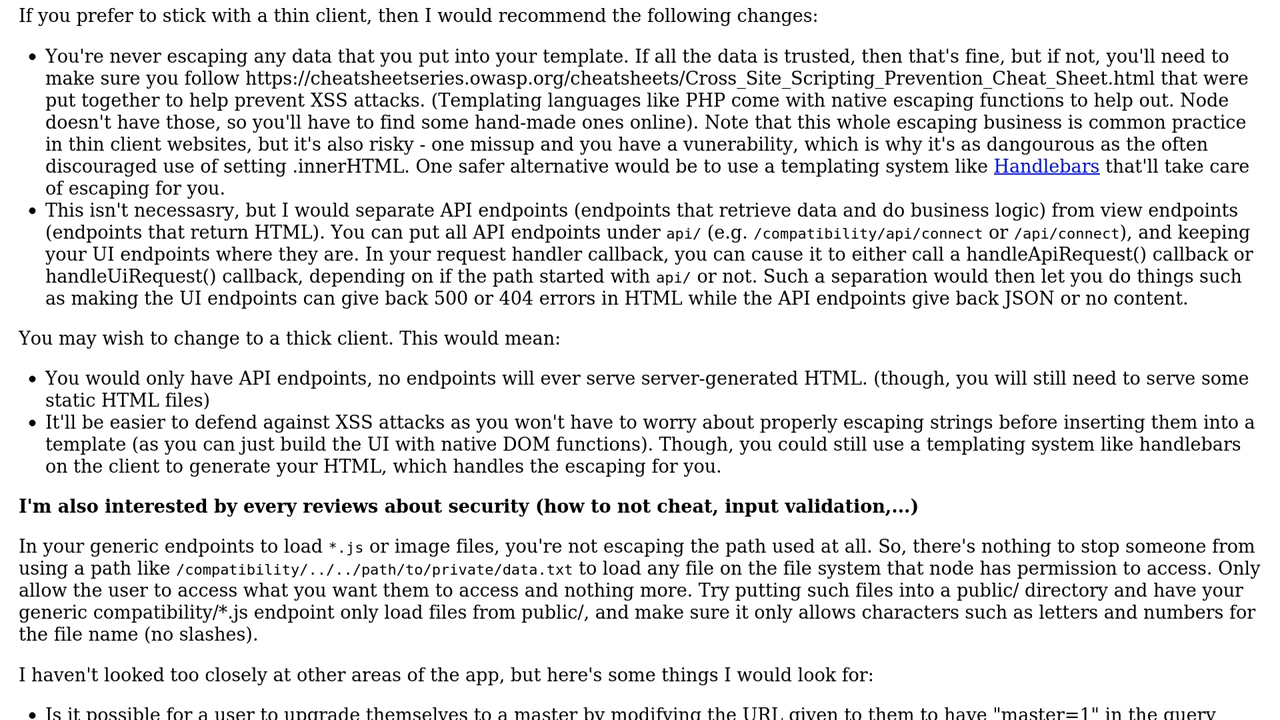 If you prefer to stick with a thin client, then I would recommend the following changes:
• You're never escaping any data that you put into your template. If all the data is trusted, then that's fine, but if not, you'll need to
make sure you follow https://cheatsheetseries.owasp.org/cheatsheets/Cross_Site_Scripting_Prevention_Cheat_Sheet.html that were
put together to help prevent XSS attacks. (Templating languages like PHP come with native escaping functions to help out. Node
doesn't have those, so you'll have to find some hand-made ones online). Note that this whole escaping business is common practice
in thin client websites, but it's also risky - one missup and you have a vunerability, which is why it's as dangourous as the often
discouraged use of setting .innerHTML. One safer alternative would be to use a templating system like Handlebars that'll take care
of escaping for you.
• This isn't necessasry, but I would separate API endpoints (endpoints that retrieve data and do business logic) from view endpoints
(endpoints that return HTML). You can put all API endpoints under api/ (e.g. /compatibility/api/connect or /api/connect), and keeping
your UI endpoints where they are. In your request handler callback, you can cause it to either call a handleApiRequest() callback or
handleUiRequest() callback, depending on if the path started with api/ or not. Such a separation would then let you do things such
as making the UI endpoints can give back 500 or 404 errors in HTML while the API endpoints give back JSON or no content.
You may wish to change to a thick client. This would mean:
• You would only have API endpoints, no endpoints will ever serve server-generated HTML. (though, you will still need to serve some
static HTML files)
• It'll be easier to defend against XSS attacks as you won't have to worry about properly escaping strings before inserting them into a
template (as you can just build the UI with native DOM functions). Though, you could still use a templating system like handlebars
on the client to generate your HTML, which handles the escaping for you.
I'm also interested by every reviews about security (how to not cheat, input validation,...)
In your generic endpoints to load *.js or image files, you're not escaping the path used at all. So, there's nothing to stop someone from
using a path like /compatibility/../../path/to/private/data.txt to load any file on the file system that node has permission to access. Only
allow the user to access what you want them to access and nothing more. Try putting such files into a public/ directory and have your
generic compatibility/*.js endpoint only load files from public/, and make sure it only allows characters such as letters and numbers for
the file name (no slashes).
I haven't looked too closely at other areas of the app, but here's some things I would look for:
• Is it possible for a user to upgrade themselves to a master by modifying the URL given to them to have "master=1" in the query